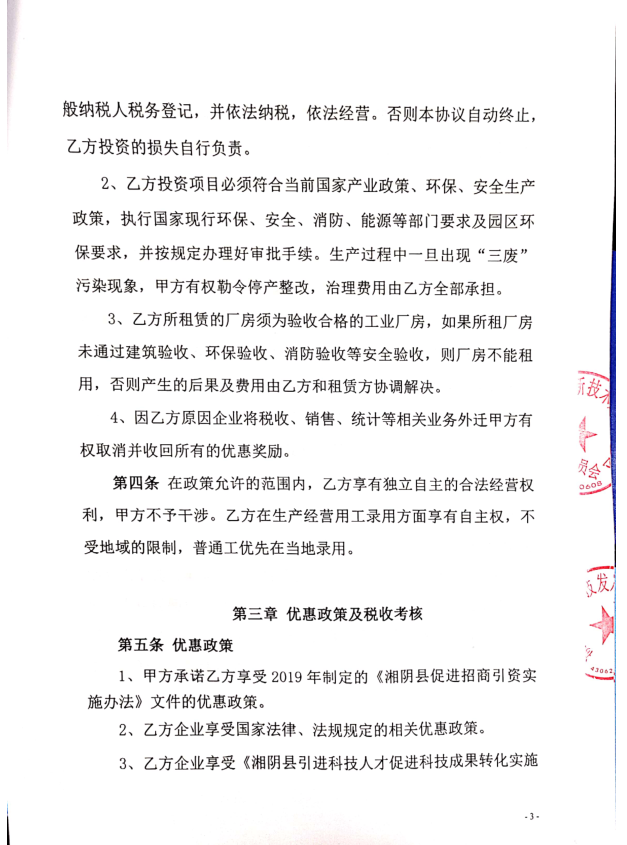 般纳税人税务登记，并依法纳税，依法经营。否则本协议自动终止，
乙方投资的损失自行负责。
2、乙方投资项目必须符合当前国家产业政策、环保、安全生产
政策，执行国家现行环保、安全、消防、能源等部门要求及园区环
保要求，并按规定办理好审批手续。生产过程中一旦出现“三废”
污染现象，甲方有权勒令停产整改，治理费用由乙方全部承担。
3、乙方所租赁的厂房须为验收合格的工业厂房，如果所租厂房
未通过建筑验收、环保验收、消防验收等安全验收，则厂房不能租
用，否则产生的后果及费用由乙方和租赁方协调解决。
4、因乙方原因企业将税收、销售、统计等相关业务外迁甲方有
权取消并收回所有的优惠奖励。
第四条 在政策允许的范围内，乙方享有独立自主的合法经营权
利，甲方不予干涉。乙方在生产经营用工录用方面享有自主权，不
受地域的限制，普通工优先在当地录用。
第三章 优惠政策及税收考核
第五条 优惠政策
1、甲方承诺乙方享受2019年制定的《湘阴县促进招商引资实
施办法》文件的优惠政策。
2、乙方企业享受国家法律、法规规定的相关优惠政策。
3、乙方企业享受《湘阴县引进科技人才促进科技成果转化实施
-3-
技术
员会
0608
发
43062